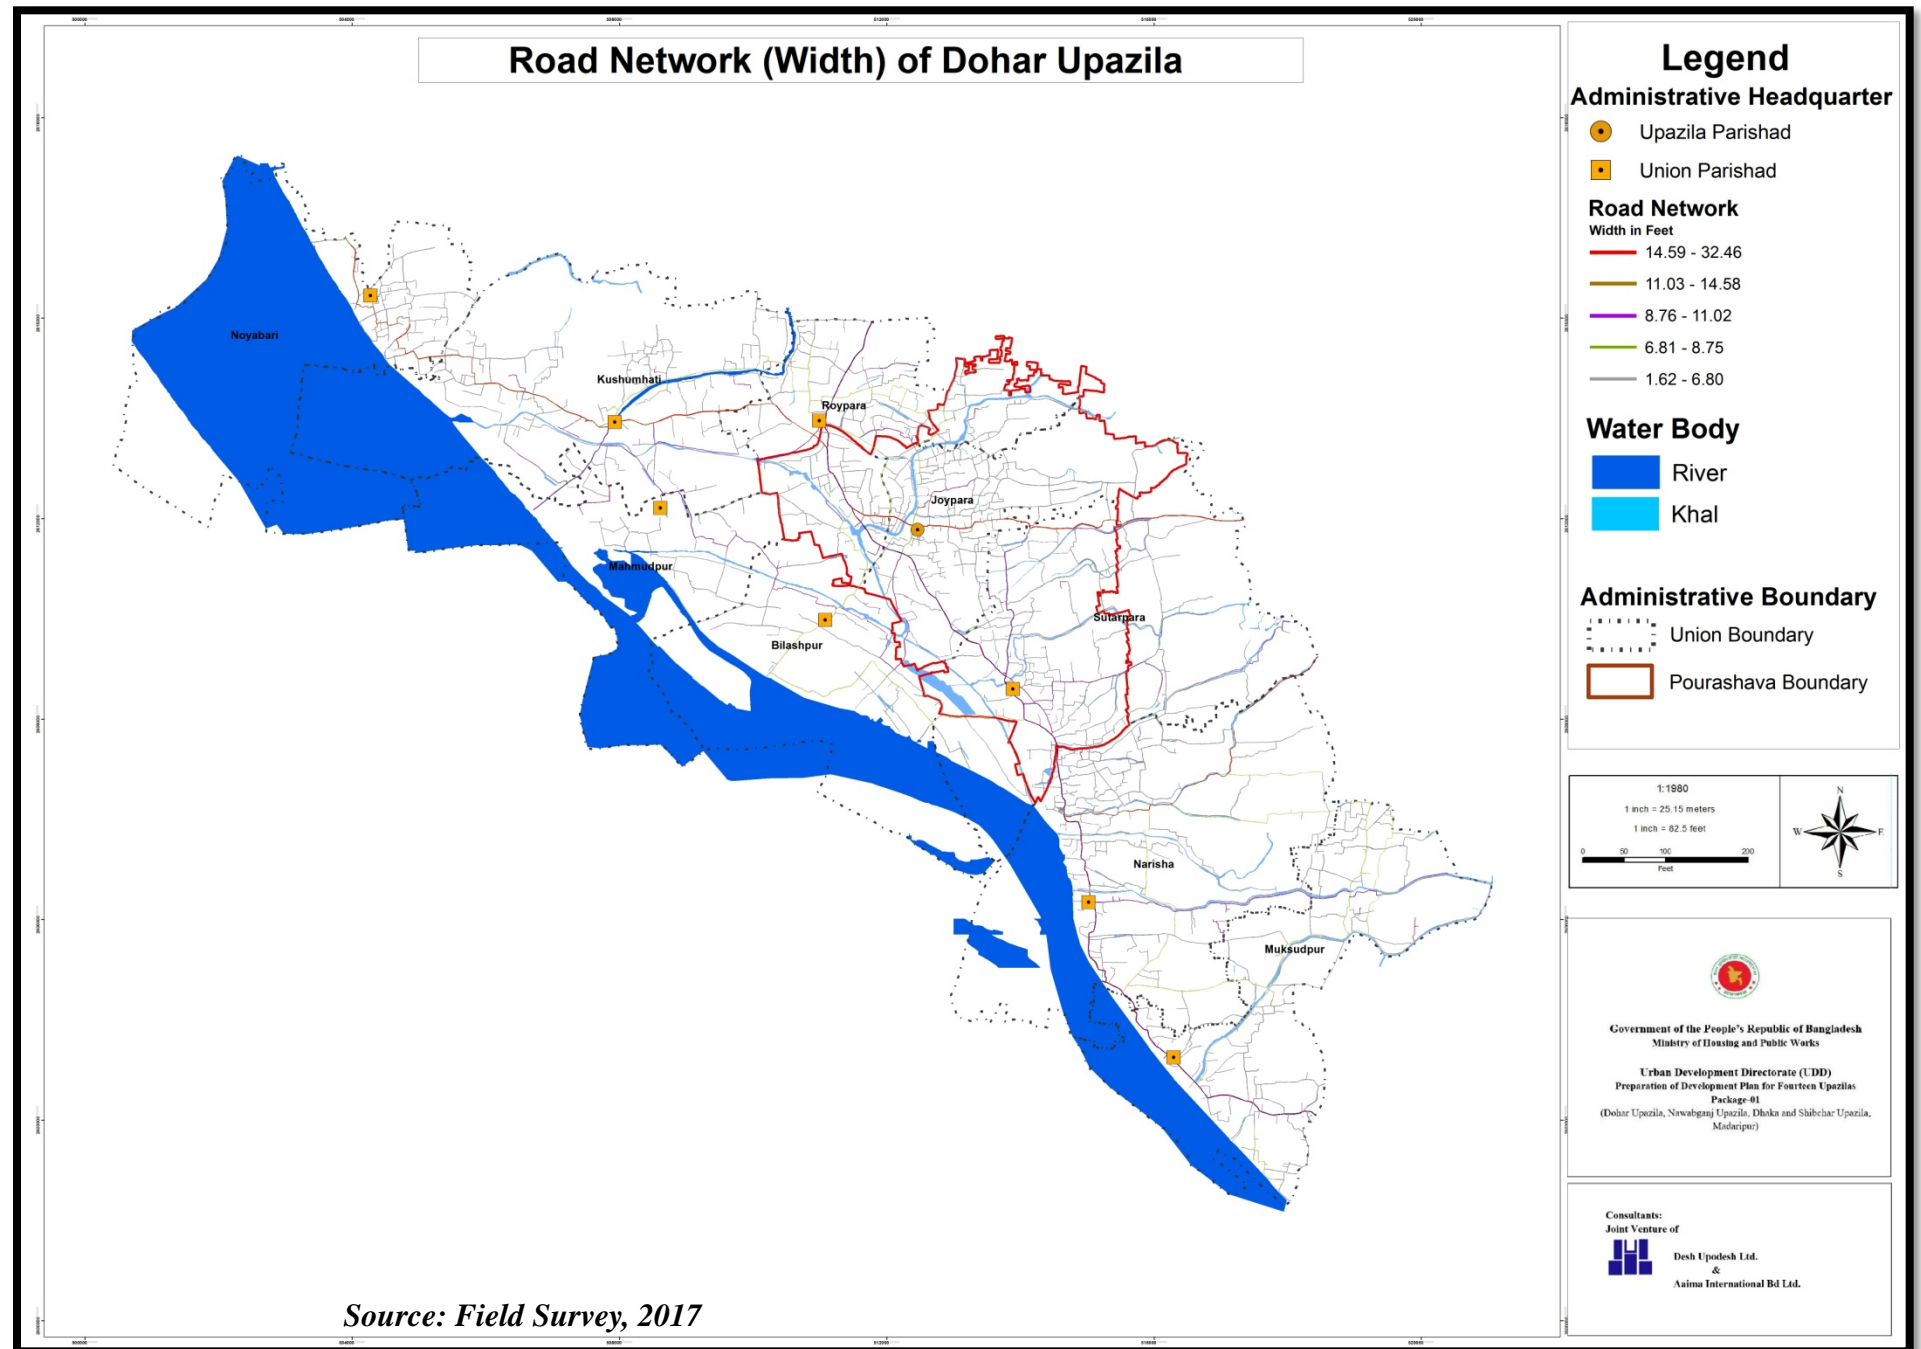 Road Network (Width) of Dohar Upazila
Noyabari
Kushumhati
Roypara
Joypara
Mahmudpur
Sutarpara
Bilashpur
Narisha
Muksudpur
Source: Field Survey, 2017
Legend
Administrative Headquarter
Upazila Parishad
Union Parishad
Road Network
Width in Feet
14.59 - 32.46
11.03 - 14.58
8.76 - 11.02
6.81 - 8.75
1.62 - 6.80
Water Body
River
Khal
Administrative Boundary
Union Boundary
Pourashava Boundary
1:1980
1 inch = 25.15 meters
1 inch = 82.5 feet
0 50 100 200
Feet
N
W E
S
Government of the People's Republic of Bangladesh
Ministry of Housing and Public Works
Urban Development Directorate (UDD)
Preparation of Development Plan for Fourteen Upazilas
Package-01
(Dohar Upazila, Nawabganj Upazila, Dhaka and Shibchar Upazila,
Madaripur)
Consultants:
Joint Venture of
Desh Upodesh Ltd.
&
Aaima International Bd Ltd.